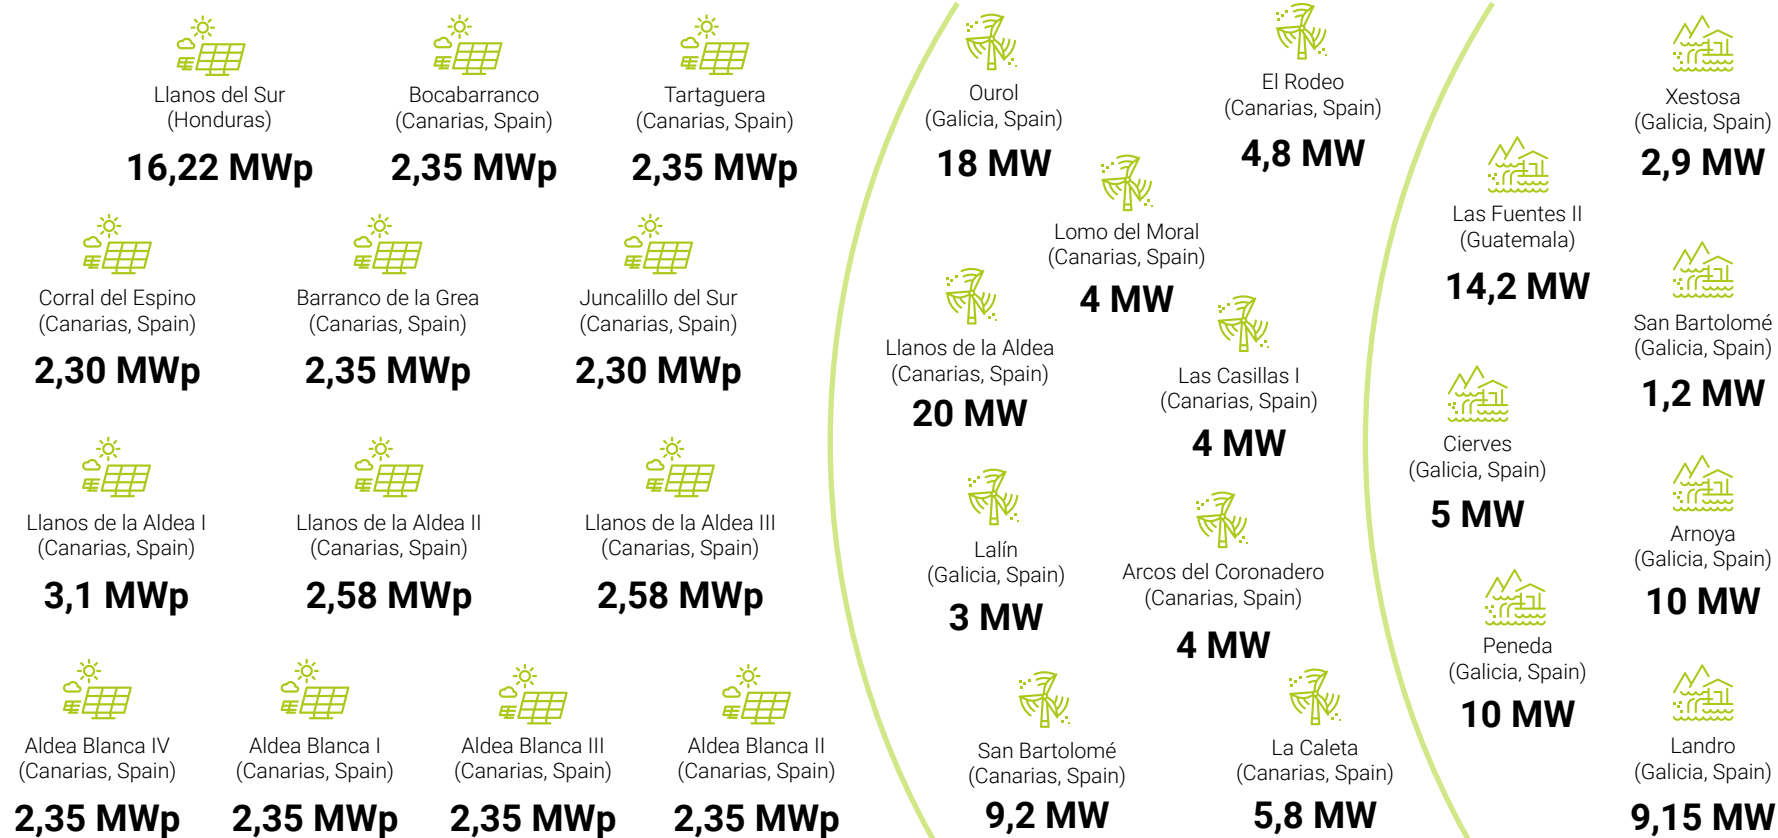 Llanos del Sur
(Honduras)
16,22 MWp
Bocabarranco
(Canarias, Spain)
2,35 MWp
Tartaguera
(Canarias, Spain)
2,35 MWp
Corral del Espino
(Canarias, Spain)
2,30 MWp
Barranco de la Grea
(Canarias, Spain)
2,35 MWp
Juncalillo del Sur
(Canarias, Spain)
2,30 MWp
Llanos de la Aldea I
(Canarias, Spain)
3,1 MWp
Llanos de la Aldea II
(Canarias, Spain)
2,58 MWp
Llanos de la Aldea III
(Canarias, Spain)
2,58 MWp
Aldea Blanca IV
(Canarias, Spain)
2,35 MWp
Aldea Blanca I
(Canarias, Spain)
2,35 MWp
Aldea Blanca III
(Canarias, Spain)
2,35 MWp
Aldea Blanca II
(Canarias, Spain)
2,35 MWp
Ourol
(Galicia, Spain)
18 MW
El Rodeo
(Canarias, Spain)
4,8 MW
Lomo del Moral
(Canarias, Spain)
4 MW
Llanos de la Aldea
(Canarias, Spain)
20 MW
Las Casillas I
(Canarias, Spain)
4 MW
Lalín
(Galicia, Spain)
3 MW
Arcos del Coronadero
(Canarias, Spain)
4 MW
San Bartolomé
(Canarias, Spain)
9,2 MW
La Caleta
(Canarias, Spain)
5,8 MW
Xestosa
(Galicia, Spain)
2,9 MW
Las Fuentes II
(Guatemala)
14,2 MW
San Bartolomé
(Galicia, Spain)
1,2 MW
Cierves
(Galicia, Spain)
5 MW
Arnoya
(Galicia, Spain)
10 MW
Peneda
(Galicia, Spain)
10 MW
Landro
(Galicia, Spain)
9,15 MW